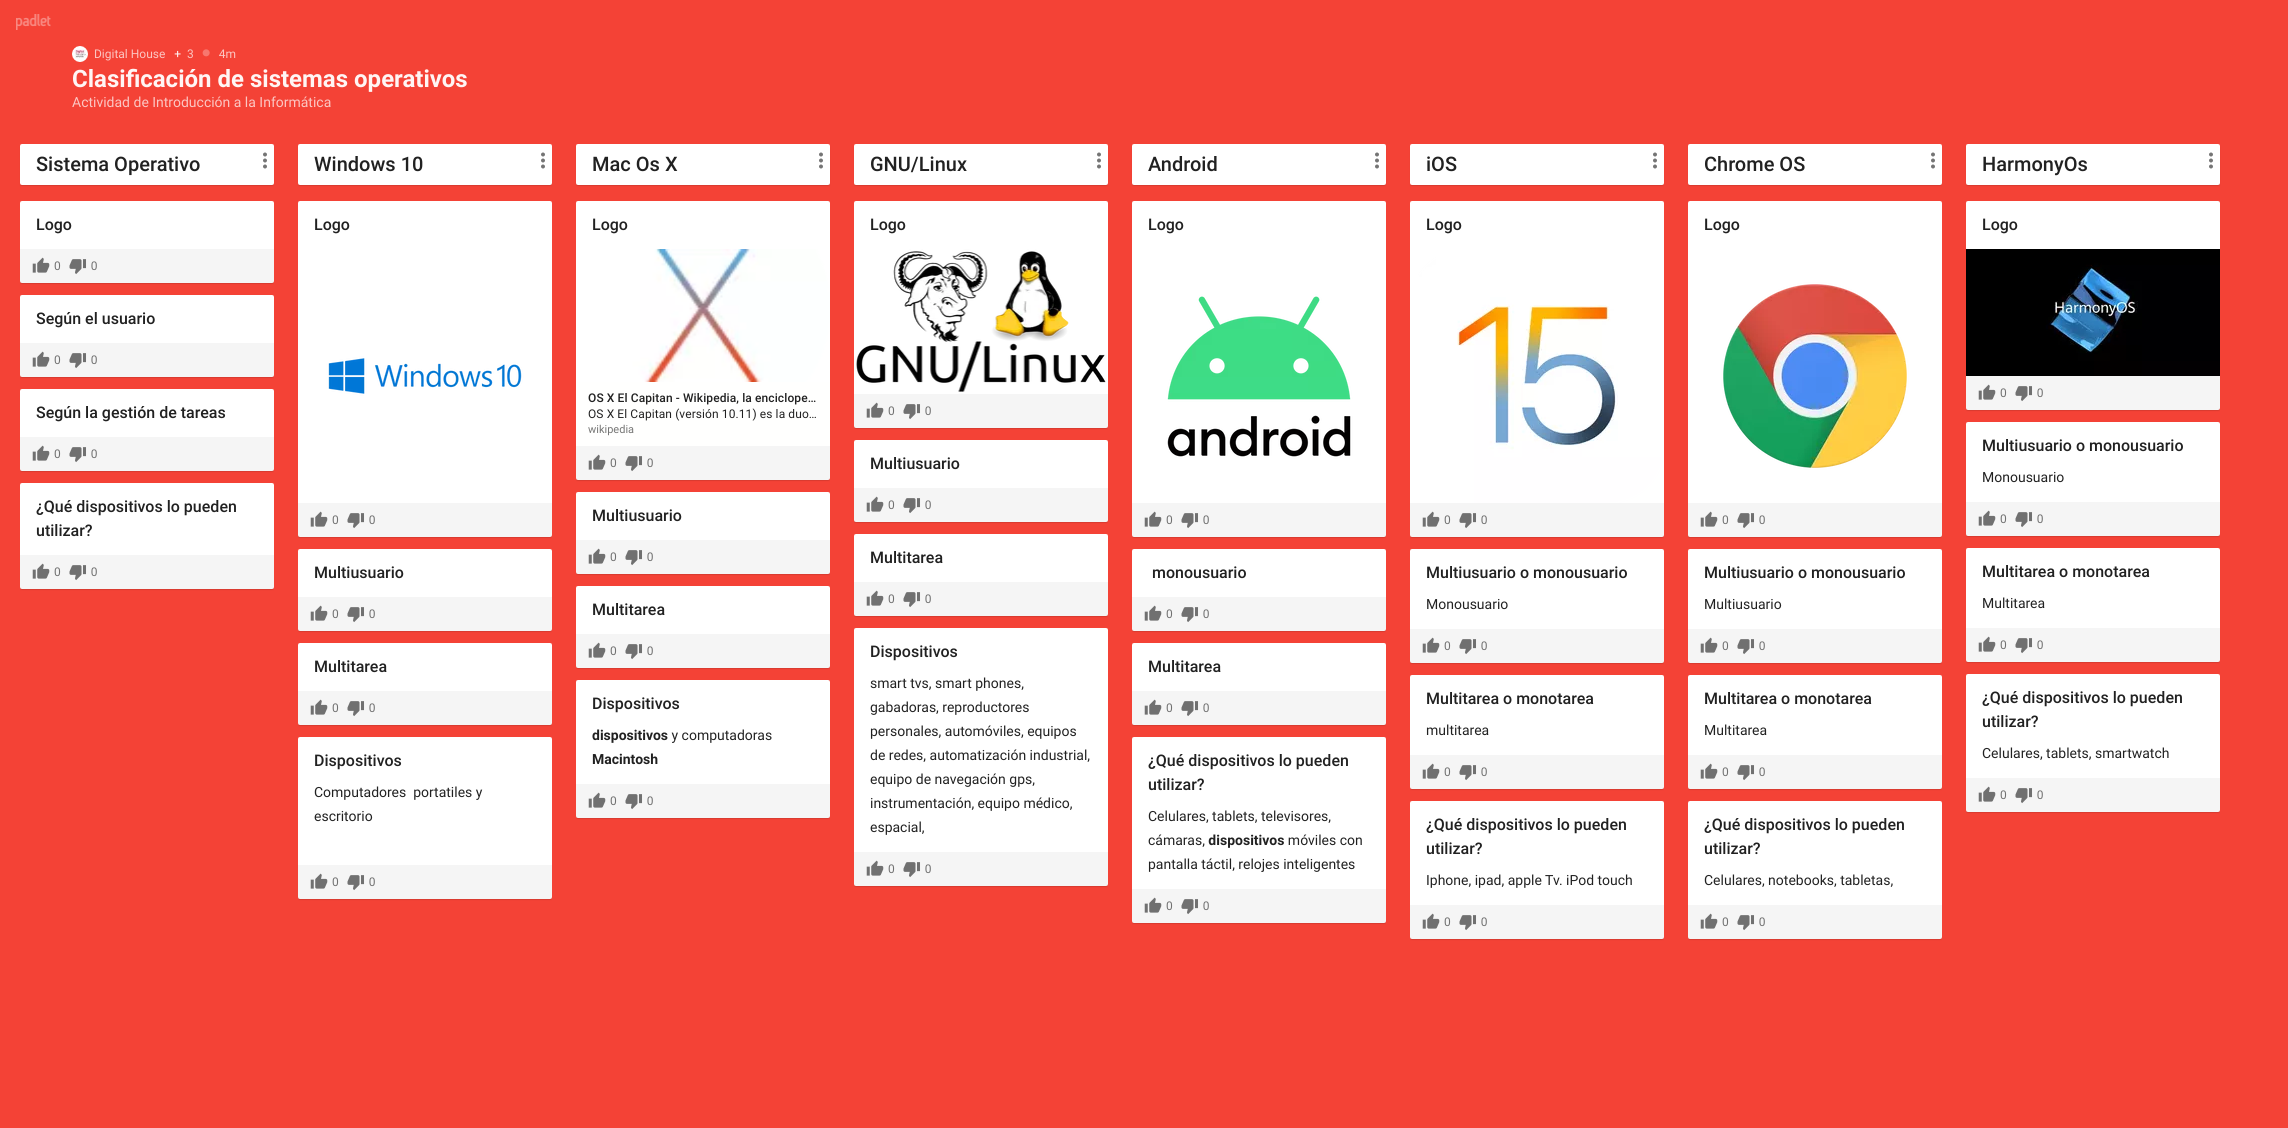 padlet
Digital House + 3 4m
Clasificación de sistemas operativos
Actividad de Introducción a la Informática
Sistema Operativo
Logo
0 0
Según el usuario
0 0
Según la gestión de tareas
0 0
¿Qué dispositivos lo pueden
utilizar?
0 0
Windows 10
Logo
Windows 10
0 0
Multiusuario
0 0
Multitarea
0 0
Dispositivos
Computadores portatiles y
escritorio
0 0
Mac Os X
Logo
OS X El Capitan - Wikipedia, la enciclope...
OS X El Capitan (versión 10.11) es la duo...
wikipedia
0 0
Multiusuario
0 0
Multitarea
0 0
Dispositivos
dispositivos y computadoras
Macintosh
0 0
GNU/Linux
Logo
GNU/Linux
0 0
Multiusuario
0 0
Multitarea
0 0
Dispositivos
smart tvs, smart phones,
gabadoras, reproductores
personales, automóviles, equipos
de redes, automatización industrial,
equipo de navegación gps,
instrumentación, equipo médico,
espacial,
0 0
Android
Logo
android
0 0
monousuario
0 0
Multitarea
0 0
¿Qué dispositivos lo pueden
utilizar?
Celulares, tablets, televisores,
cámaras, dispositivos móviles con
pantalla táctil, relojes inteligentes
0 0
iOS
Logo
15
0 0
Multiusuario o monousuario
Monousuario
0 0
Multitarea o monotarea
multitarea
0 0
¿Qué dispositivos lo pueden
utilizar?
Iphone, ipad, apple Tv. iPod touch
0 0
Chrome OS
Logo
0 0
Multiusuario o monousuario
Multiusuario
0 0
Multitarea o monotarea
Multitarea
0 0
¿Qué dispositivos lo pueden
utilizar?
Celulares, notebooks, tabletas,
0 0
HarmonyOs
Logo
HarmonyOS
0 0
Multiusuario o monousuario
Monousuario
0 0
Multitarea o monotarea
Multitarea
0 0
¿Qué dispositivos lo pueden
utilizar?
Celulares, tablets, smartwatch
0 0